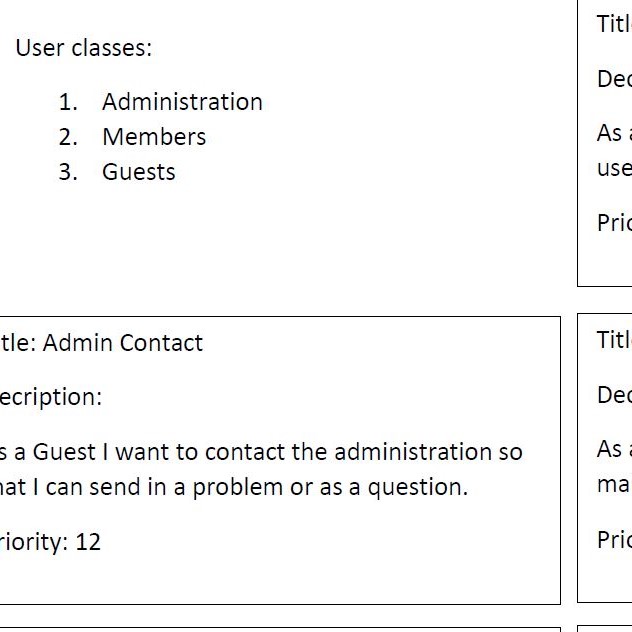 User classes:
1. Administration
2. Members
3. Guests
Titl
Dec
As a
use
Pric
tle: Admin Contact
ecription:
s a Guest I want to contact the administration so
hat I can send in a problem or as a question.
riority: 12
Titl
Dec
As a
ma
Pric